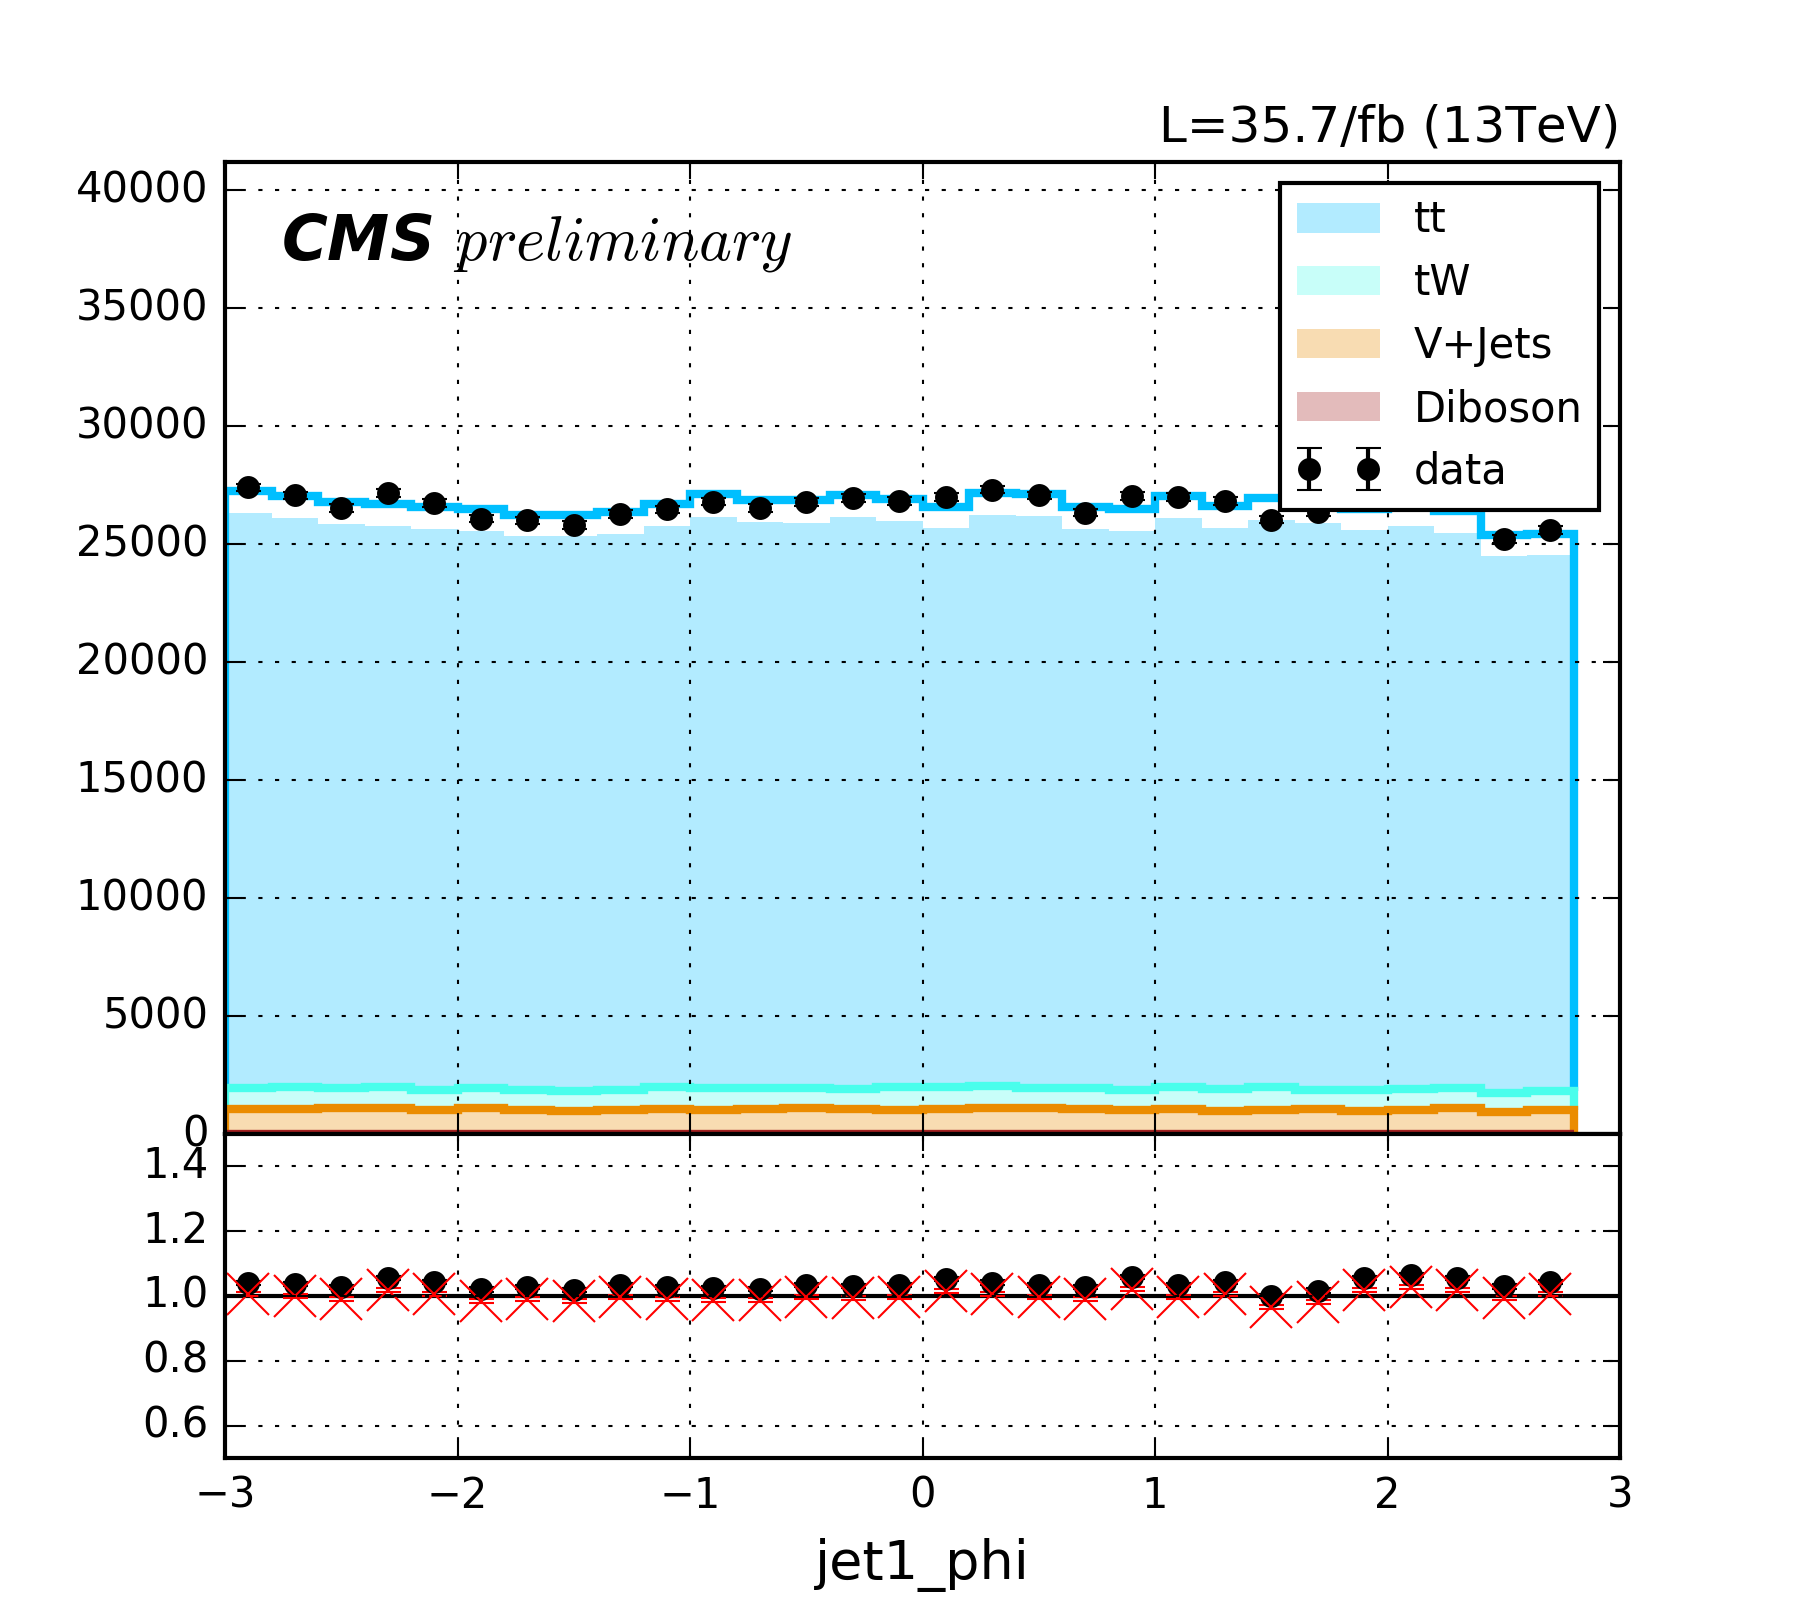 L=35.7/fb (13TeV)
40000
CMS preliminary
35000
30000
25000
20000
15000
10000
5000
0
tt
tW
V+Jets
Diboson
data
1.4
1.2
1.0
0.8
0.6
−3 −2 −1 0 1 2 3
jet1_phi